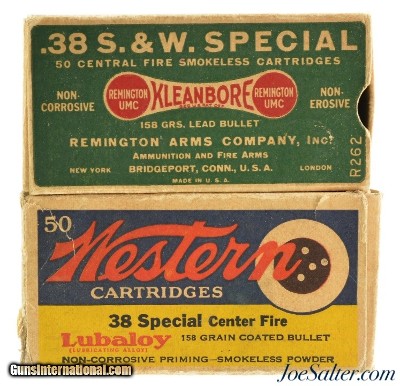 .38 S. & W. SPECIAL
50 CENTRAL FIRE SMOKELESS CARTRIDGES
NON-CORROSIVE
REMINGTON UMC
KLEANBORE
REMINGTON UMC
NON-EROSIVE
158 GRS. LEAD BULLET
REMINGTON ARMS COMPANY, INC.
AMMUNITION AND FIRE ARMS
NEW YORK BRIDGEPORT, CONN., U.S.A. LONDON
MADE IN U.S.A.
R262
50
Western
CARTRIDGES
38 Special Center Fire
Lubaloy 158 GRAIN COATED BULLET
(LUBRICATING ALLOY)
NON-CORROSIVE PRIMING-SMOKELESS POWDER
GunsInternational.com
JoeSalter.com